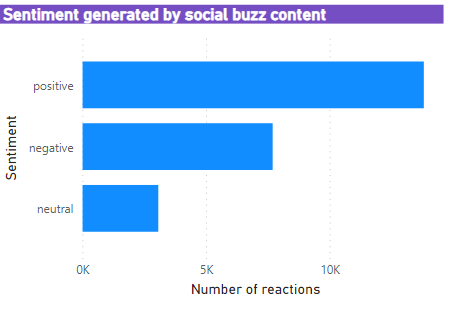 Sentiment generated by social buzz content
Sentiment
positive
negative
neutral
0K
5K
10K
Number of reactions